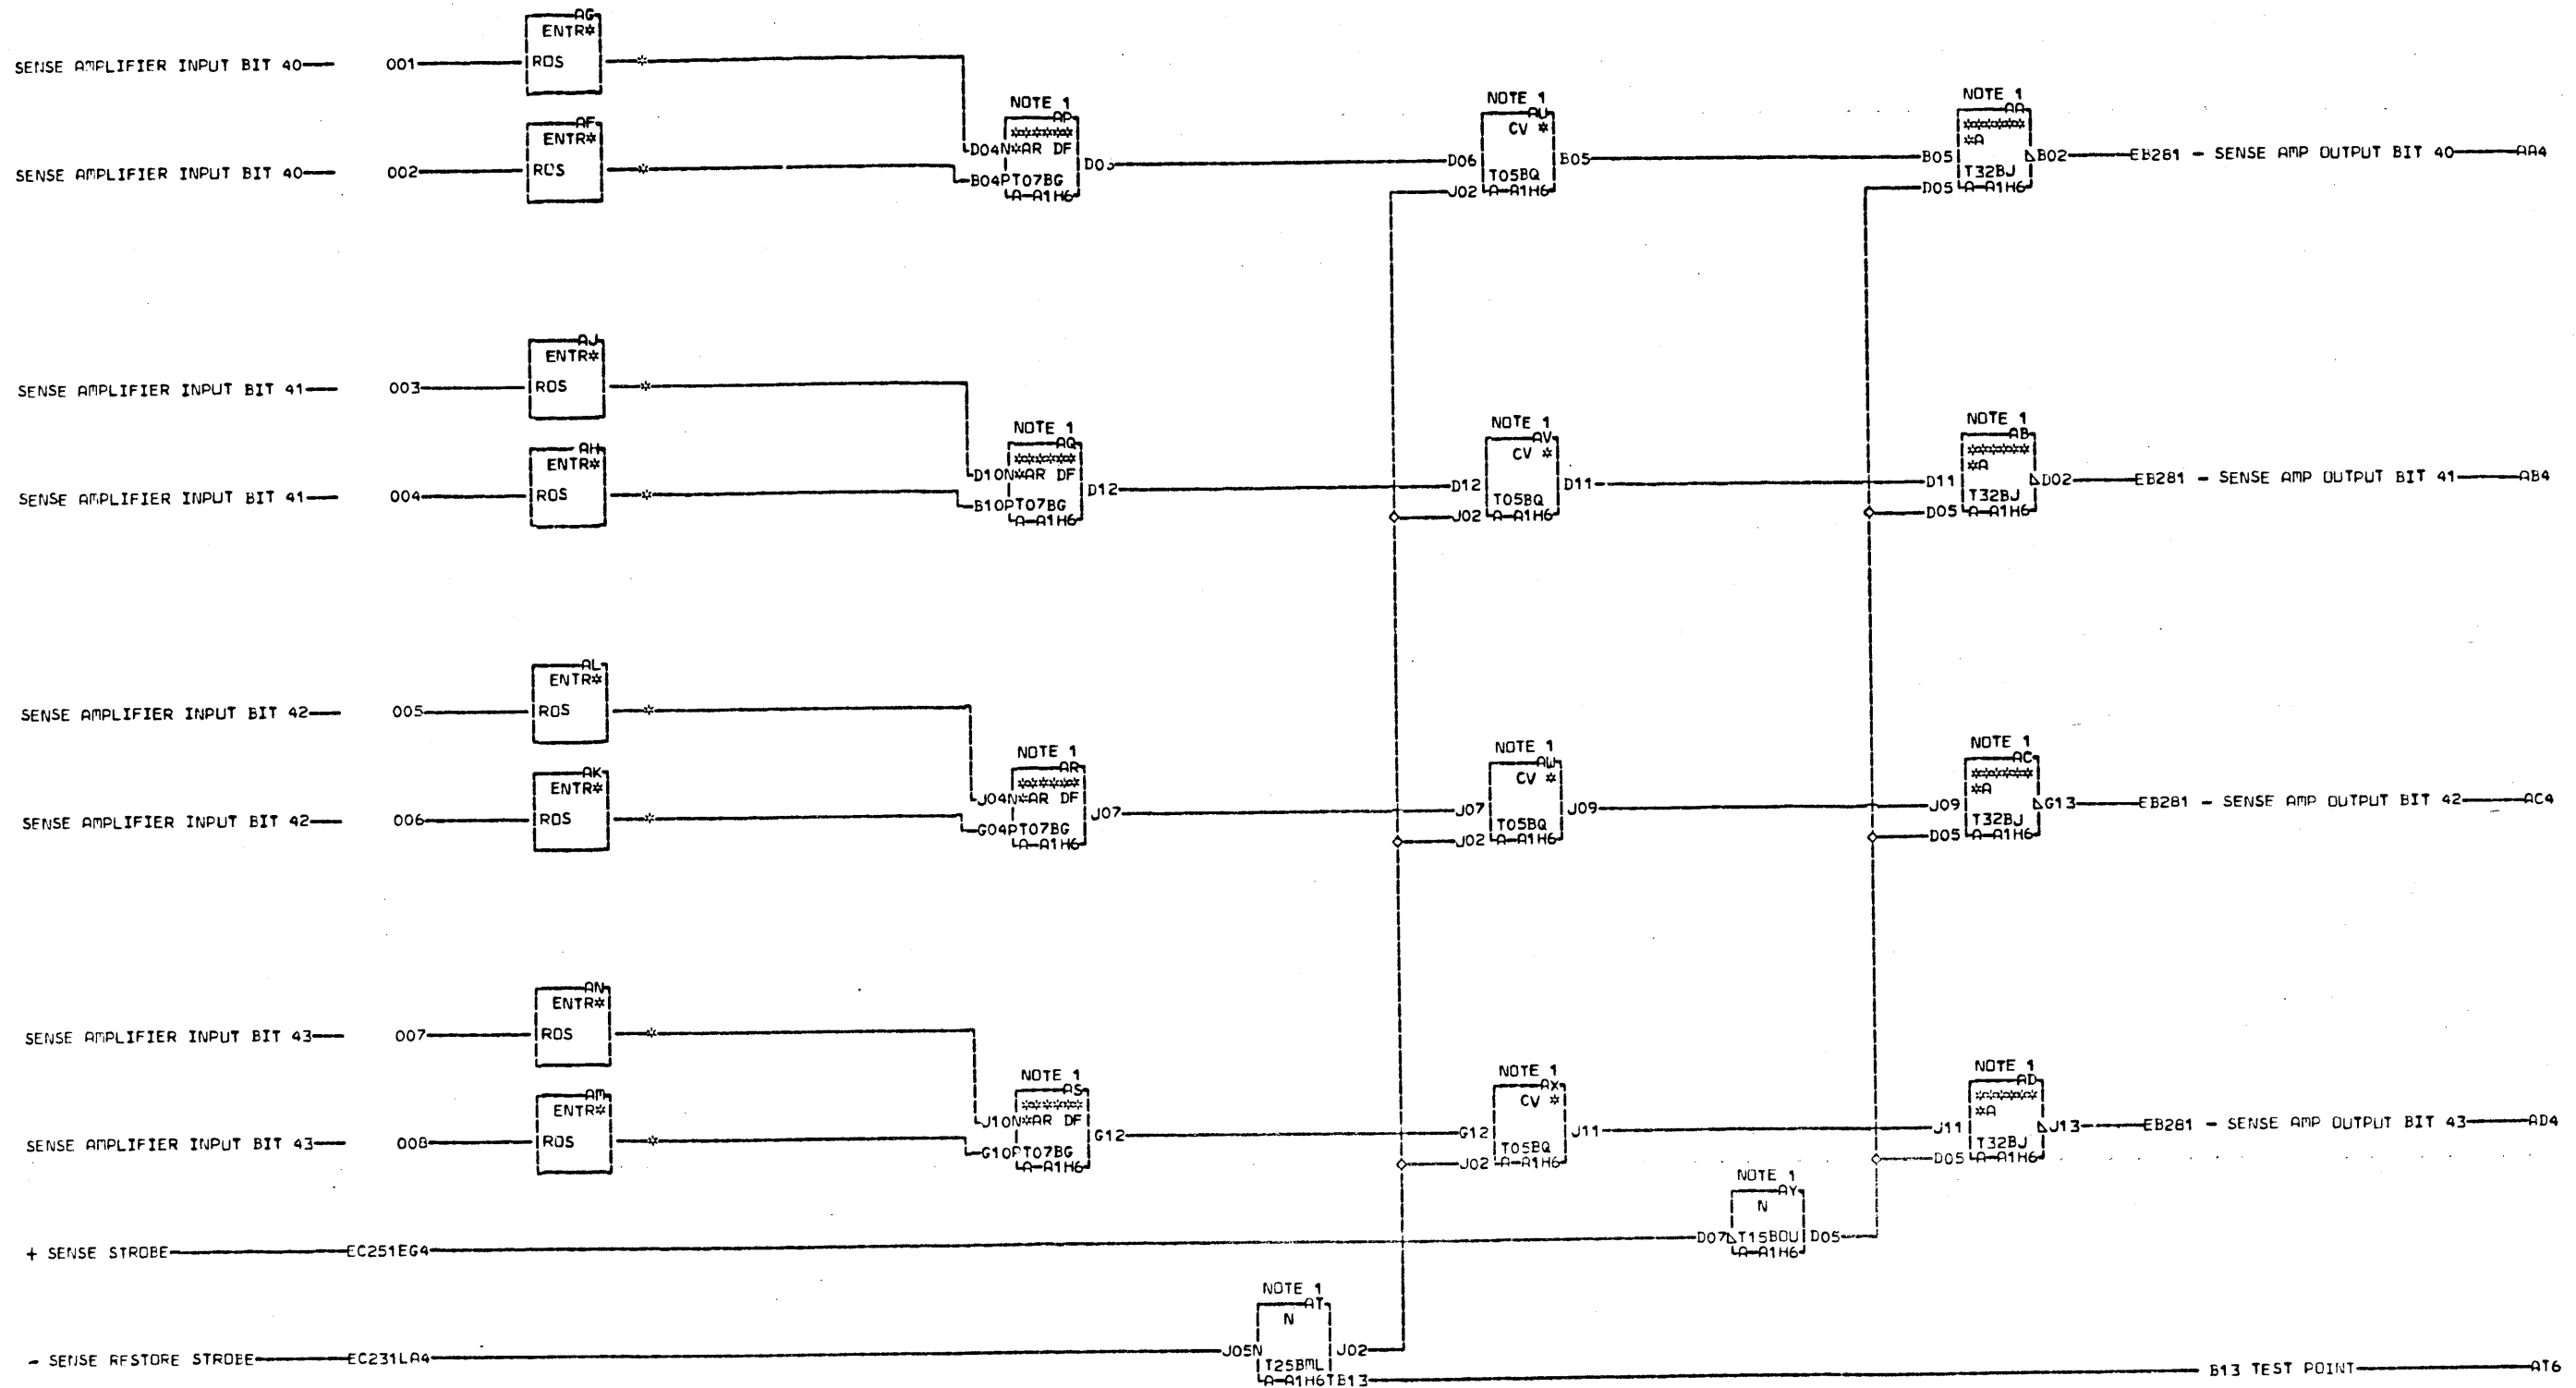 AG
ENTR*
SENSE AMPLIFIER INPUT BIT 40 001 ROS *
AF
ENTR*
SENSE AMPLIFIER INPUT BIT 40 002 ROS *
NOTE 1
AP
******
D04N*AR DF
B04PT07BG
A-A1H6
NOTE 1
AU
CV *
D06 B05
T05BQ
J02 A-A1H6
NOTE 1
AA
******
*A
B05 B02 EB281 - SENSE AMP OUTPUT BIT 40 AA4
T32BJ
D05 A-A1H6
AJ
ENTR*
SENSE AMPLIFIER INPUT BIT 41 003 ROS *
AH
ENTR*
SENSE AMPLIFIER INPUT BIT 41 004 ROS *
NOTE 1
AQ
******
D10N*AR DF
D12
B10PT07BG
A-A1H6
NOTE 1
AV
CV *
D12 D11
T05BQ
J02 A-A1H6
NOTE 1
AB
******
*A
D11 D02 EB281 - SENSE AMP OUTPUT BIT 41 AB4
T32BJ
D05 A-A1H6
AL
ENTR*
SENSE AMPLIFIER INPUT BIT 42 005 ROS *
AK
ENTR*
SENSE AMPLIFIER INPUT BIT 42 006 ROS *
NOTE 1
AR
******
J04N*AR DF
J07
G04PT07BG
A-A1H6
NOTE 1
AW
CV *
J07 J09
T05BQ
J02 A-A1H6
NOTE 1
AC
******
*A
J09 G13 EB281 - SENSE AMP OUTPUT BIT 42 AC4
T32BJ
D05 A-A1H6
AN
ENTR*
SENSE AMPLIFIER INPUT BIT 43 007 ROS *
AM
ENTR*
SENSE AMPLIFIER INPUT BIT 43 008 ROS *
NOTE 1
AS
******
J10N*AR DF
G12
G10PT07BG
A-A1H6
NOTE 1
AX
CV *
G12 J11
T05BQ
J02 A-A1H6
NOTE 1
AD
******
*A
J11 J13 EB281 - SENSE AMP OUTPUT BIT 43 AD4
T32BJ
D05 A-A1H6
NOTE 1
AY
N
+ SENSE STROBE EC251EG4 D07 T15BDU D05
A-A1H6
NOTE 1
AT
N
- SENSE RESTORE STROBE EC231LA4 J05N J02
T25BML
A-A1H6TB13 B13 TEST POINT AT6